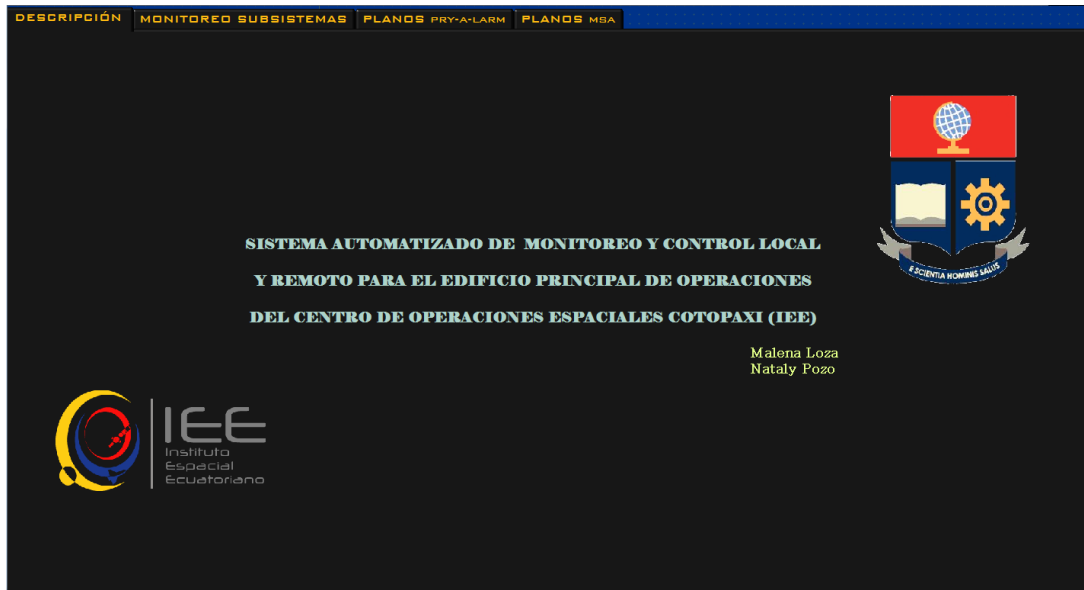 DESCRIPCIÓN MONITOREO SUBSISTEMAS PLANOS PRY-A-LARM PLANOS MSA
SISTEMA AUTOMATIZADO DE MONITOREO Y CONTROL LOCAL
Y REMOTO PARA EL EDIFICIO PRINCIPAL DE OPERACIONES
DEL CENTRO DE OPERACIONES ESPACIALES COTOPAXI (IEE)
E SCIENTIA HOMINIS SALUS
Malena Loza
Nataly Pozo
IEE
Instituto
Espacial
Ecuatoriano